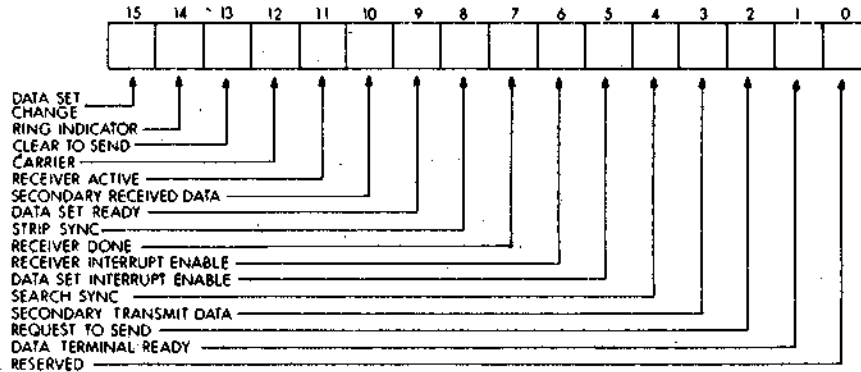 15 14 13 12 11 10 9 8 7 6 5 4 3 2 1 0
DATA SET
CHANGE
RING INDICATOR
CLEAR TO SEND
CARRIER
RECEIVER ACTIVE
SECONDARY RECEIVED DATA
DATA SET READY
STRIP SYNC
RECEIVER DONE
RECEIVER INTERRUPT ENABLE
DATA SET INTERRUPT ENABLE
SEARCH SYNC
SECONDARY TRANSMIT DATA
REQUEST TO SEND
DATA TERMINAL READY
RESERVED